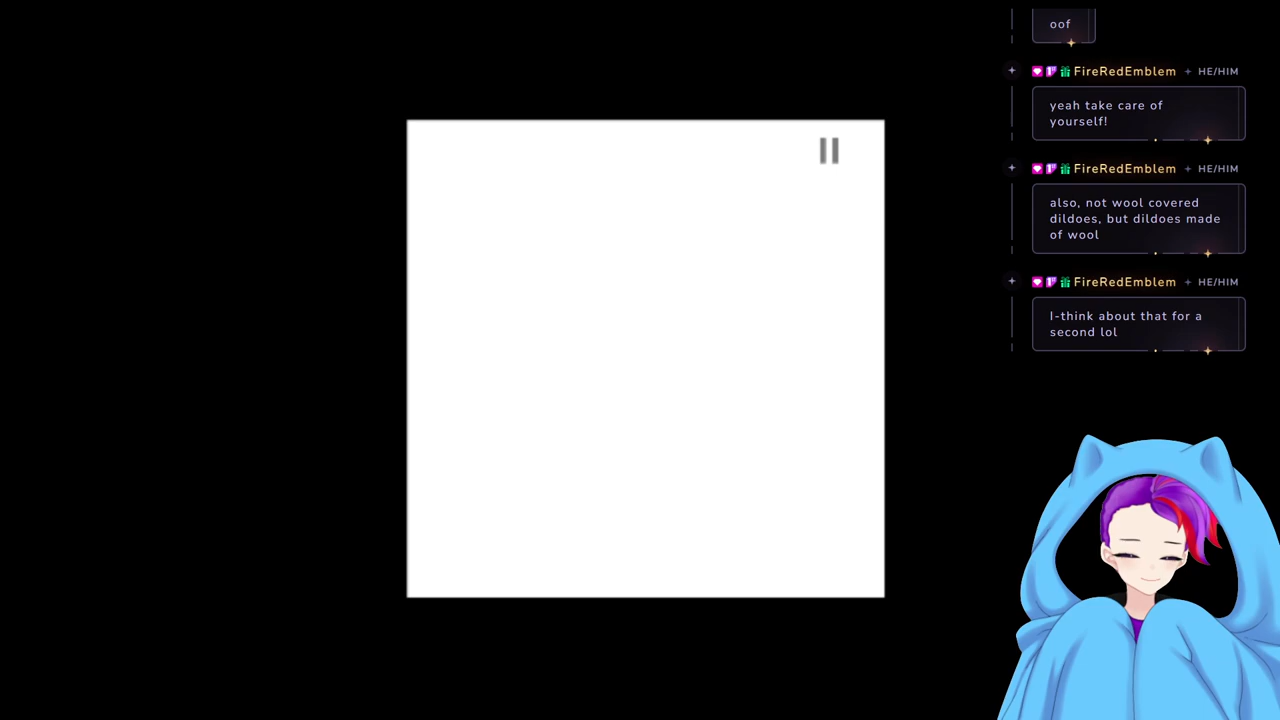 oof
FireRedEmblem HE/HIM
yeah take care of
yourself!
FireRedEmblem HE/HIM
also, not wool covered
dildoes, but dildoes made
of wool
FireRedEmblem HE/HIM
I-think about that for a
second lol